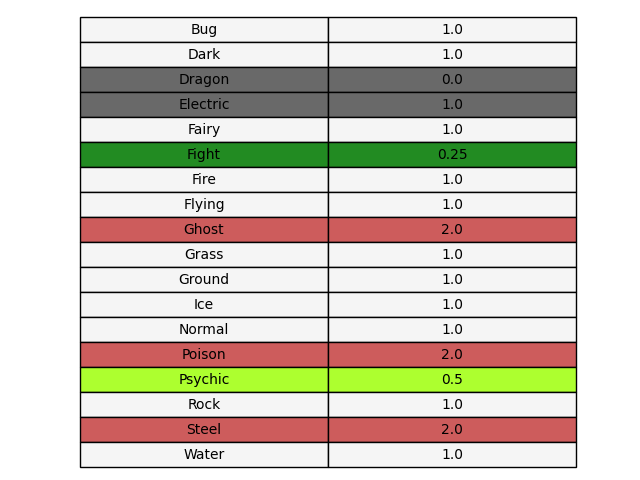 Bug 1.0
Dark 1.0
Dragon 0.0
Electric 1.0
Fairy 1.0
Fight 0.25
Fire 1.0
Flying 1.0
Ghost 2.0
Grass 1.0
Ground 1.0
Ice 1.0
Normal 1.0
Poison 2.0
Psychic 0.5
Rock 1.0
Steel 2.0
Water 1.0